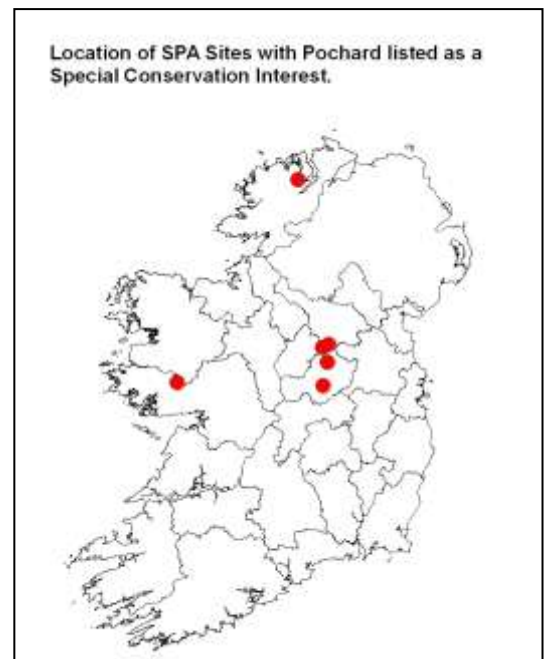 Location of SPA Sites with Pochard listed as a
Special Conservation Interest.